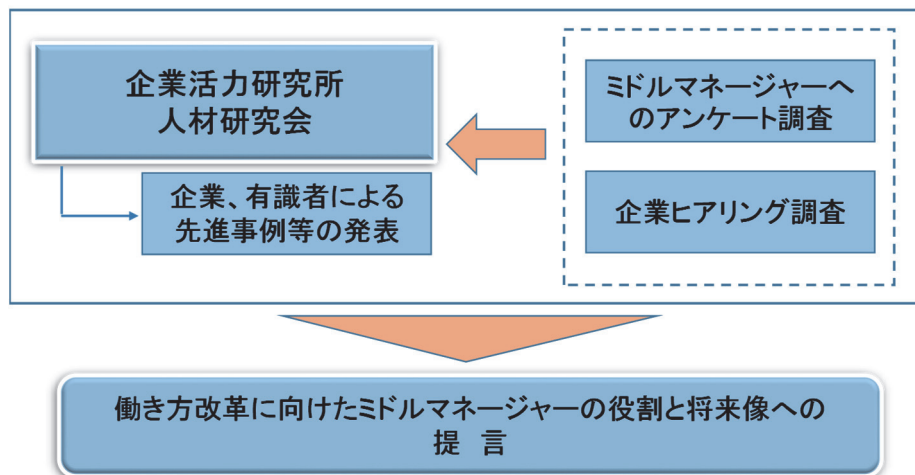 企業活力研究所
人材研究会
企業、有識者による
先進事例等の発表
ミドルマネージャーへ
のアンケート調査
企業ヒアリング調査
働き方改革に向けたミドルマネージャーの役割と将来像への
提 言